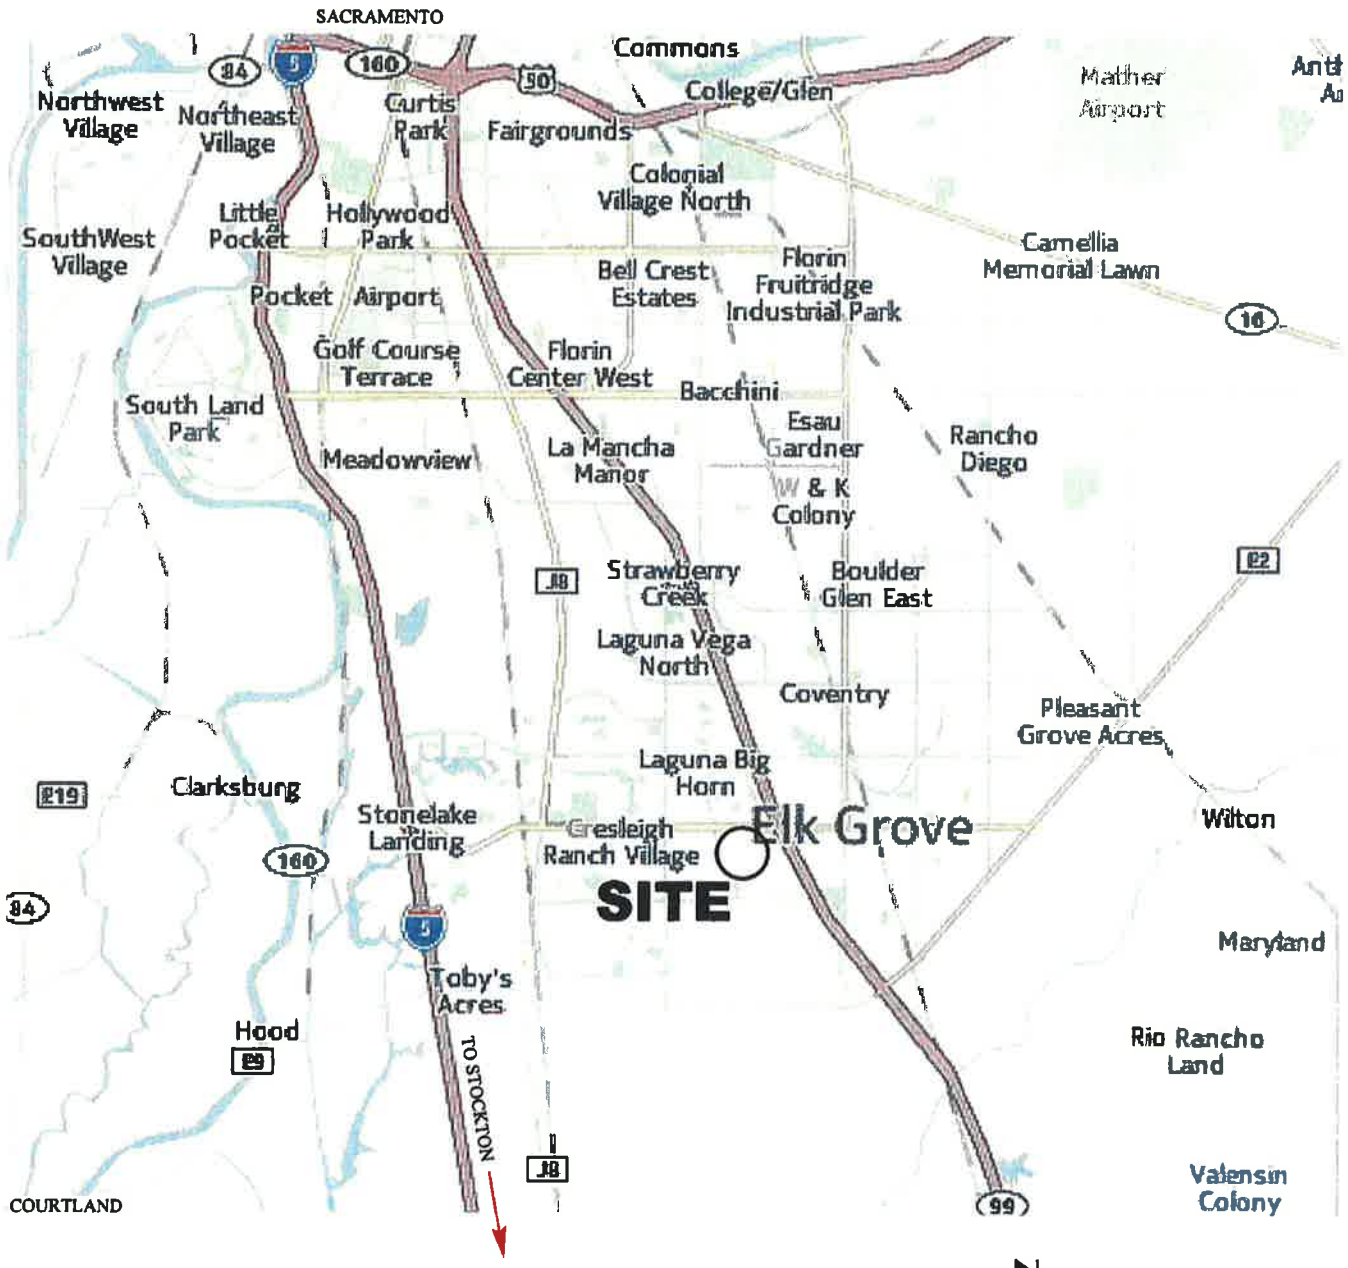 SACRAMENTO
Commons
84
5
160
50
Northwest
Village
Northeast
Village
Curtis
Park
Fairgrounds
College/Glen
Mather
Airport
Colonial
Village North
Little
Pocket
Hollywood
Park
SouthWest
Village
Camellia
Memorial Lawn
Florin
Fruitridge
Industrial Park
Bell Crest
Estates
Pocket
Airport
16
Golf Course
Terrace
Florin
Center West
Bacchini
South Land
Park
Esau
Gardner
La Mancha
Manor
Rancho
Diego
Meadowview
W & K
Colony
Strawberry
Creek
J8
Boulder
Glen East
E2
Laguna Vega
North
Coventry
Pleasant
Grove Acres
Laguna Big
Horn
E19
Clarksburg
Stonelake
Landing
Gresleigh
Ranch Village
Elk Grove
Wilton
160
84
SITE
5
Maryland
Toby's
Acres
Hood
E9
TO STOCKTON
Rio Rancho
Land
J8
Valensin
Colony
COURTLAND
99